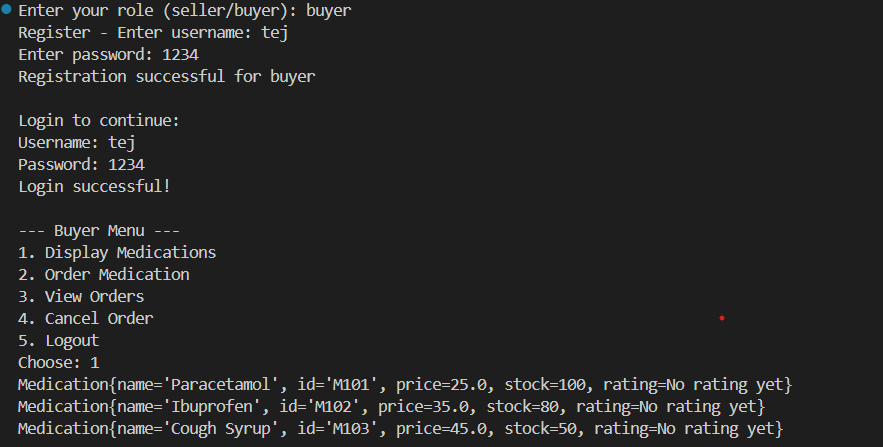 Enter your role (seller/buyer): buyer
Register - Enter username: tej
Enter password: 1234
Registration successful for buyer
Login to continue:
Username: tej
Password: 1234
Login successful!
--- Buyer Menu ---
1. Display Medications
2. Order Medication
3. View Orders
4. Cancel Order
5. Logout
Choose: 1
Medication{name='Paracetamol', id='M101', price=25.0, stock=100, rating=No rating yet}
Medication{name='Ibuprofen', id='M102', price=35.0, stock=80, rating=No rating yet}
Medication{name='Cough Syrup', id='M103', price=45.0, stock=50, rating=No rating yet}